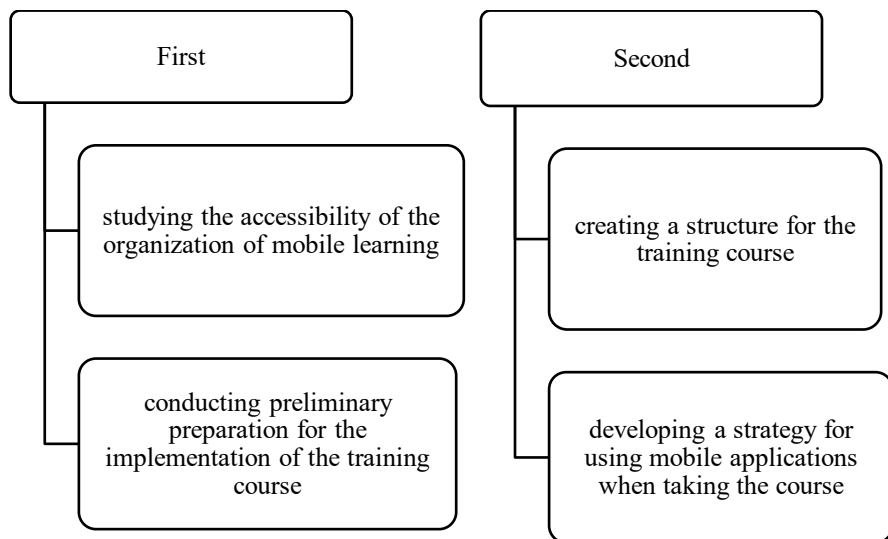 First
studying the accessibility of the
organization of mobile learning
conducting preliminary
preparation for the
implementation of the training
course
Second
creating a structure for the
training course
developing a strategy for
using mobile applications
when taking the course